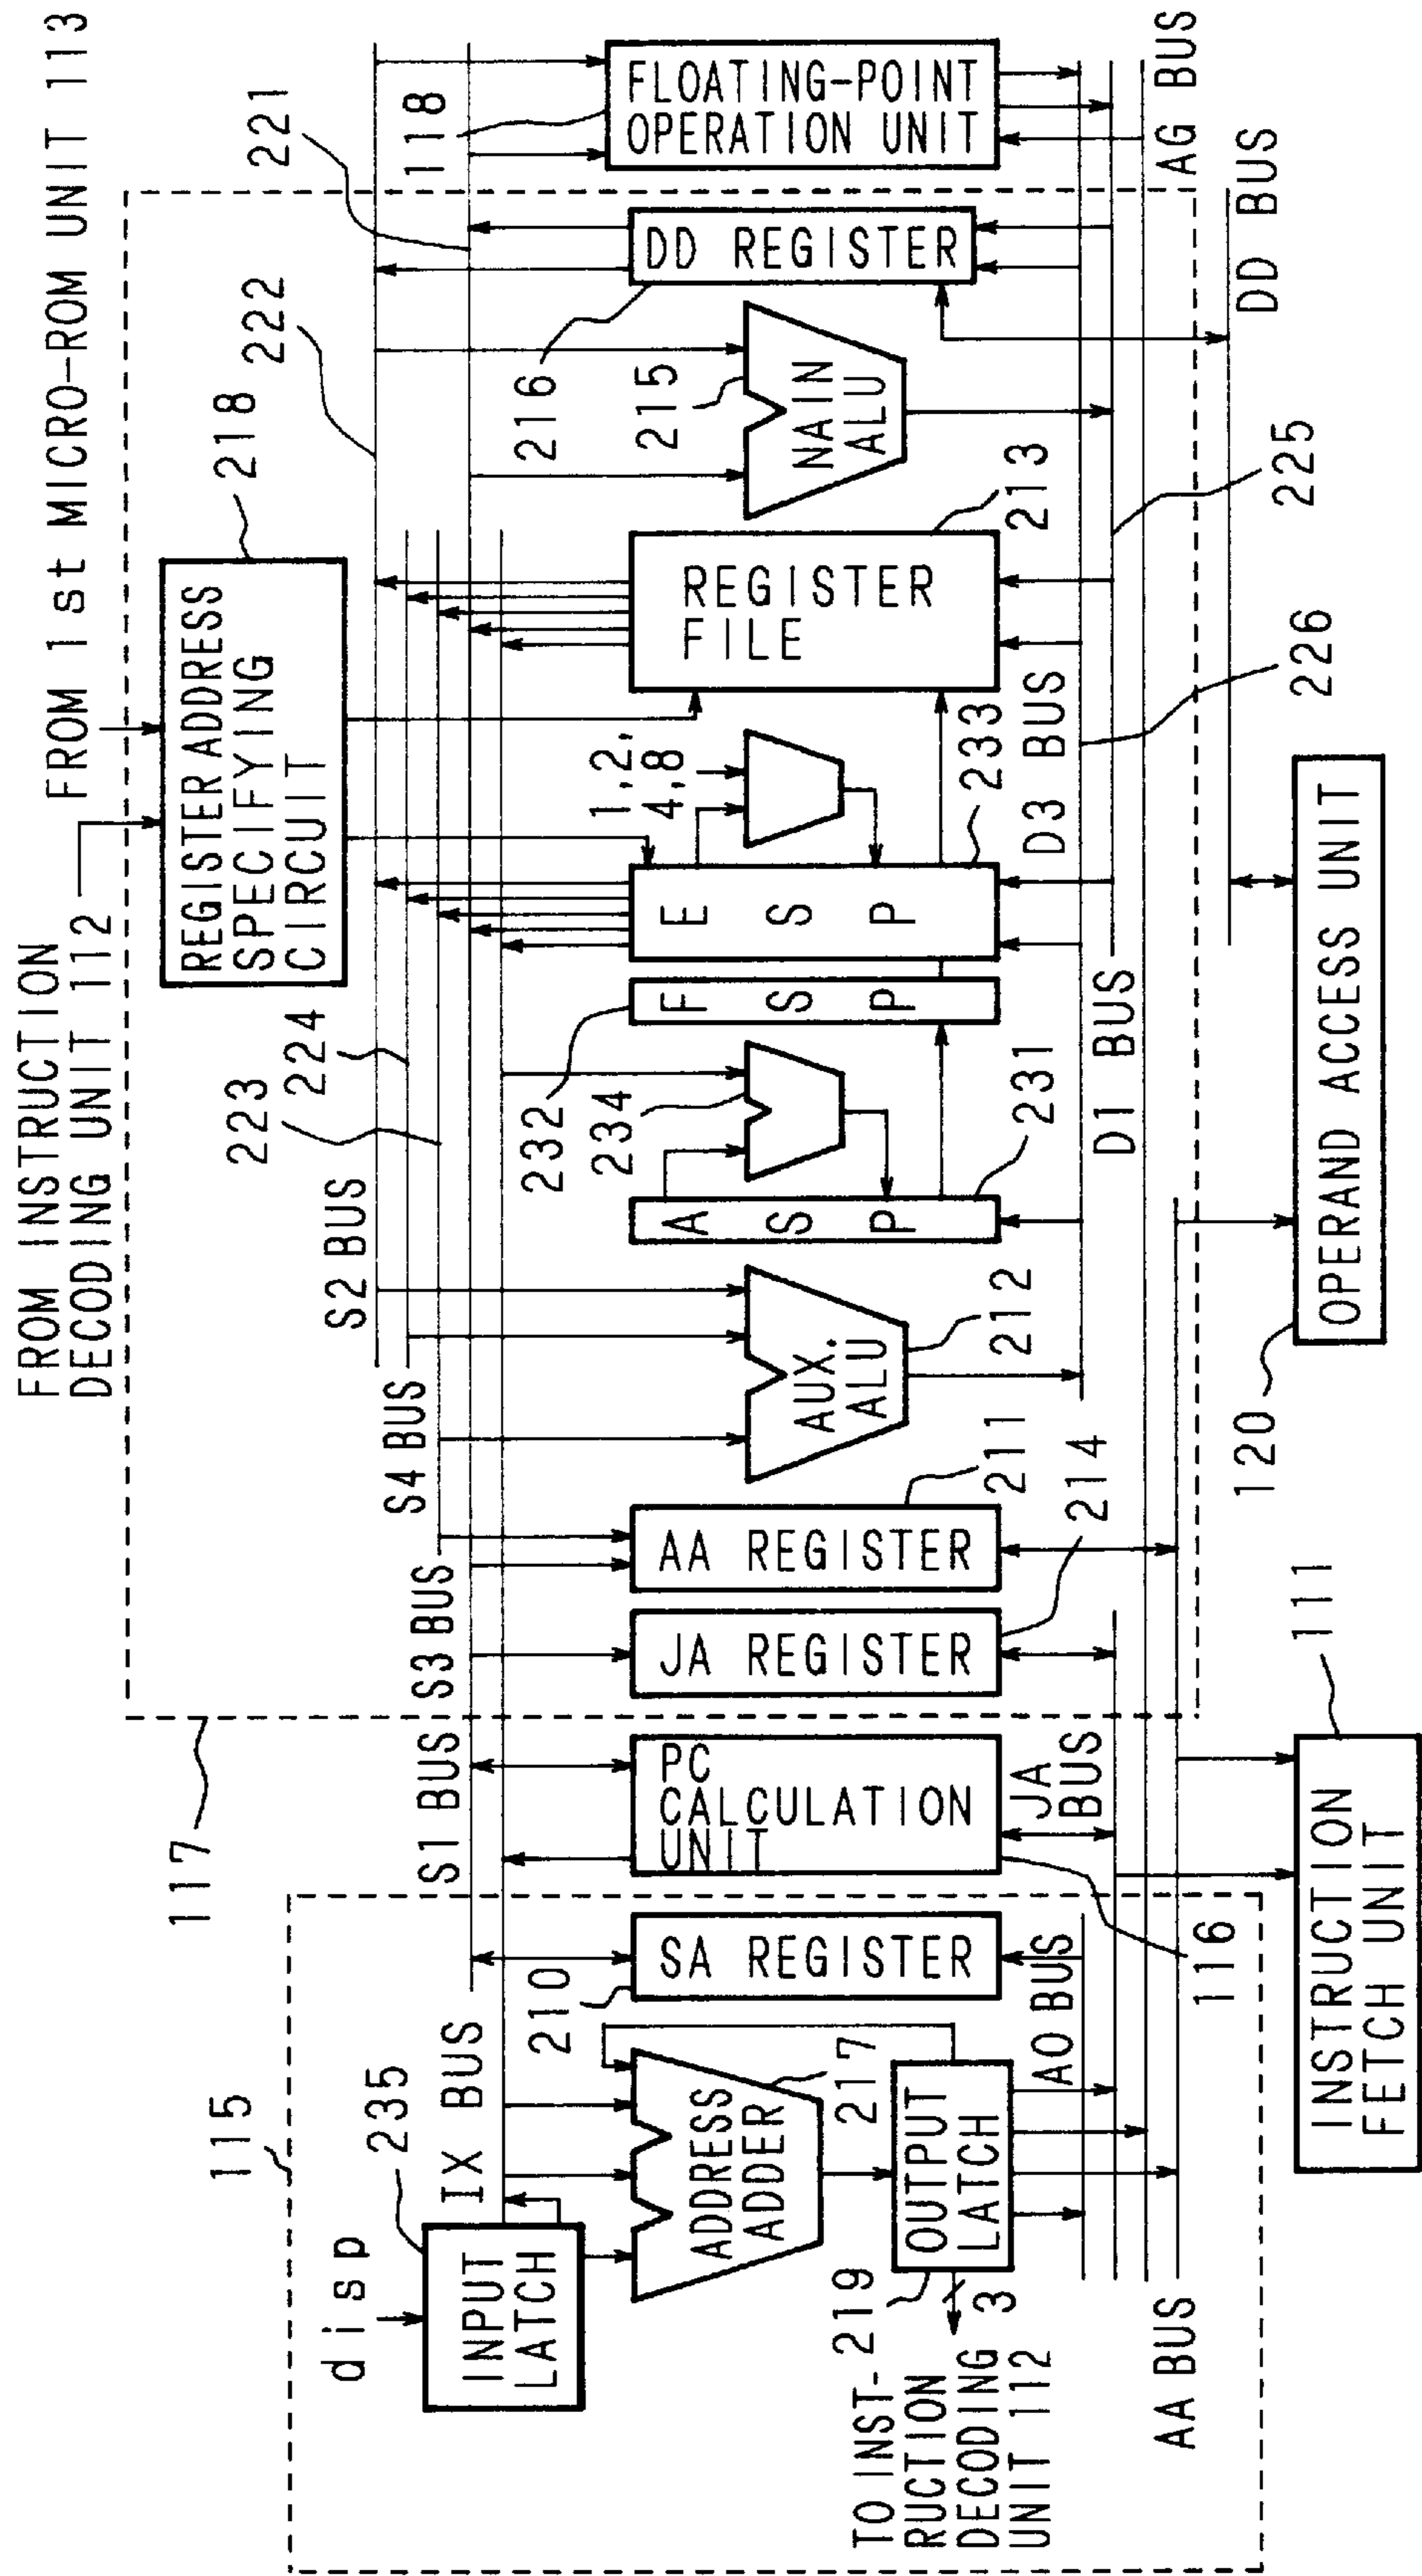 FROM INSTRUCTION
DECODING UNIT 112
FROM 1st MICRO-ROM UNIT 113
117
REGISTER ADDRESS
SPECIFYING
CIRCUIT
218
222
221
223
224
S2 BUS
S4 BUS
S3 BUS
S1 BUS
IX BUS
115
disp
235
INPUT
LATCH
210
ADDRESS
ADDER
217
OUTPUT
LATCH
219
3
TO INST-
RUCTION
DECODING
UNIT 112
SA REGISTER
AO BUS
PC
CALCULATION
UNIT
116
JA
BUS
JA REGISTER
214
AA REGISTER
211
AUX.
ALU
212
ASP
231
234
232
FSP
ESP
233
1,2,
4,8
REGISTER
FILE
213
NAIN
ALU
215
216
DD REGISTER
118
FLOATING-POINT
OPERATION UNIT
D1 BUS
D3 BUS
226
225
AG BUS
DD BUS
AA BUS
INSTRUCTION
FETCH UNIT
111
120
OPERAND ACCESS UNIT